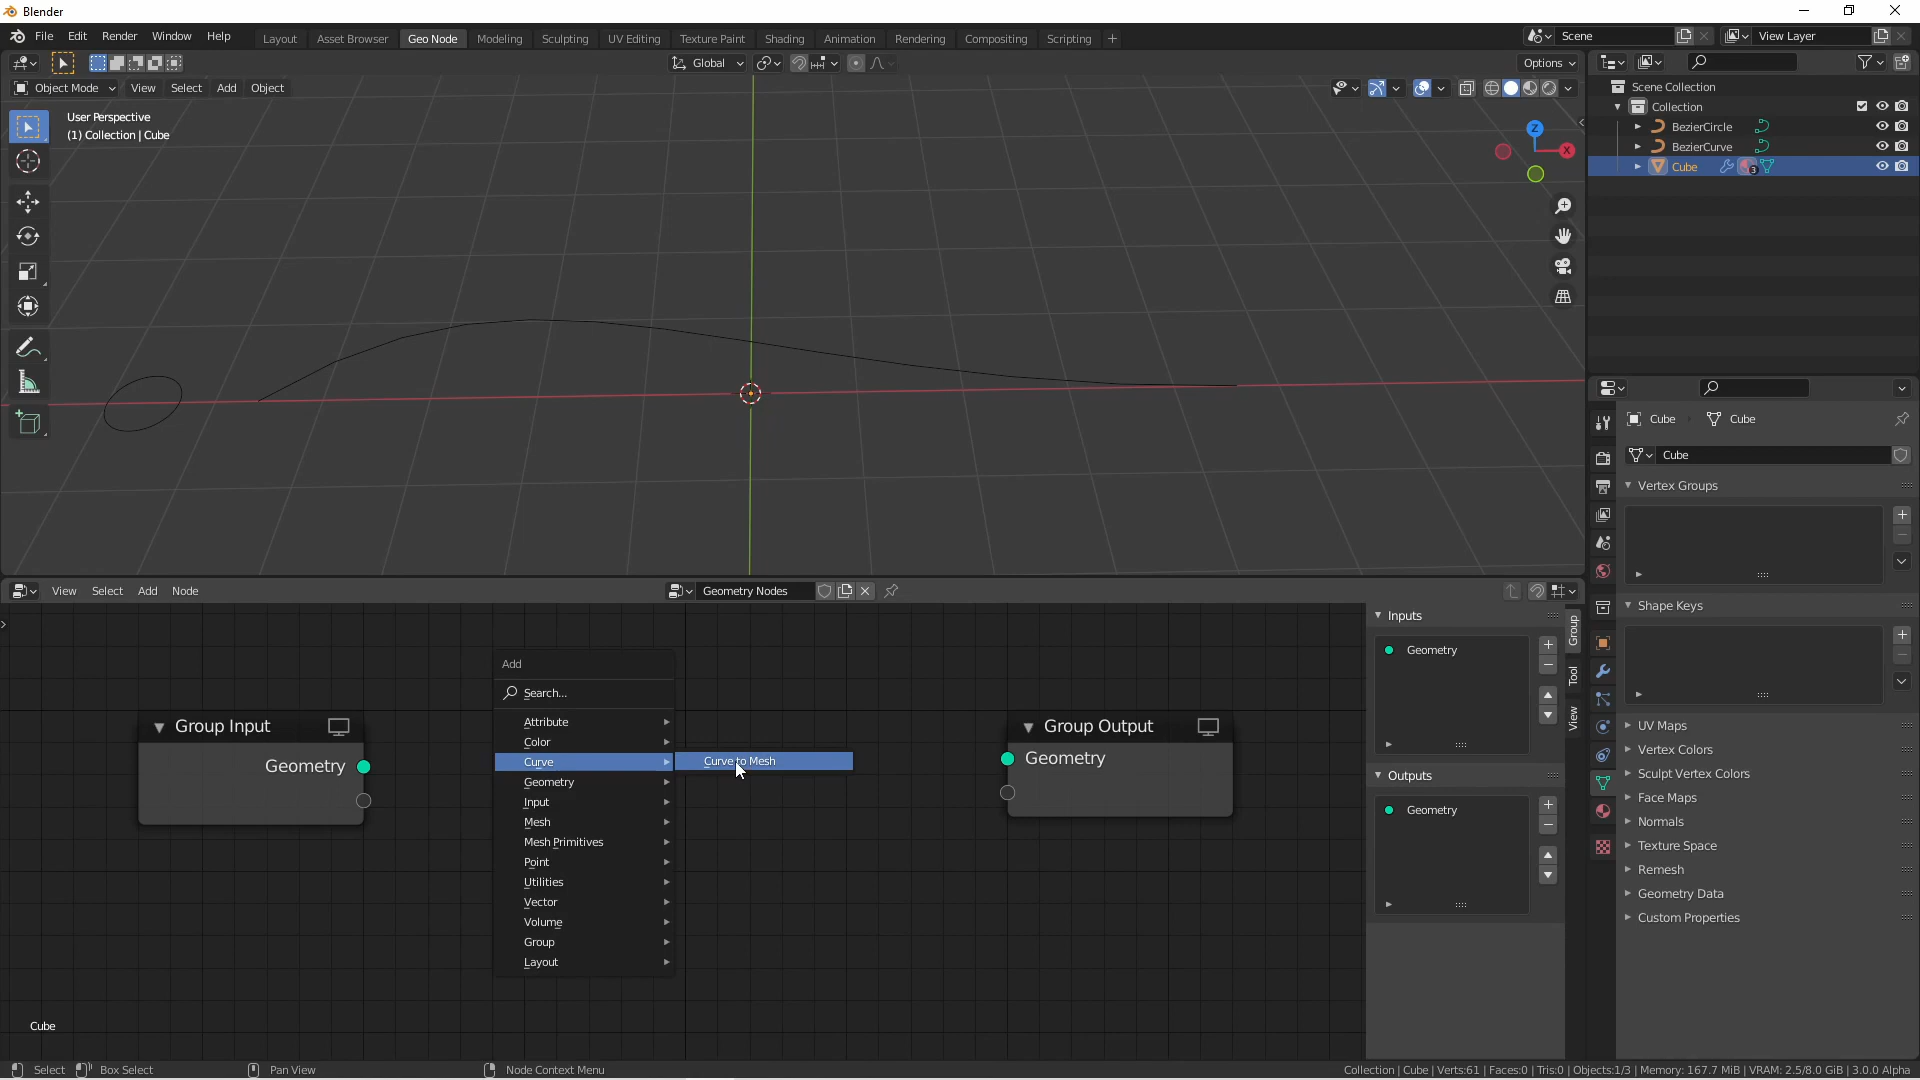 Blender
File Edit Render Window Help Layout Asset Browser Geo Node Modeling Sculpting UV Editing Texture Paint Shading Animation Rendering Compositing Scripting + Scene View Layer
Global Options
Object Mode View Select Add Object
User Perspective
(1) Collection | Cube
Z
X
Scene Collection
Collection
BezierCircle
BezierCurve
Cube 3
Cube Cube
Cube
Vertex Groups
Shape Keys
UV Maps
Vertex Colors
Sculpt Vertex Colors
Face Maps
Normals
Texture Space
Remesh
Geometry Data
Custom Properties
View Select Add Node Geometry Nodes
Group Input
Geometry
Add
Search...
Attribute
Color
Curve
Geometry
Input
Mesh
Mesh Primitives
Point
Utilities
Vector
Volume
Group
Layout
Curve to Mesh
Group Output
Geometry
Inputs
Geometry
Outputs
Geometry
Group
Tool
View
Cube
Select Box Select Pan View Node Context Menu Collection | Cube | Verts:61 | Faces:0 | Tris:0 | Objects:1/3 | Memory: 167.7 MiB | VRAM: 2.5/8.0 GiB | 3.0.0 Alpha